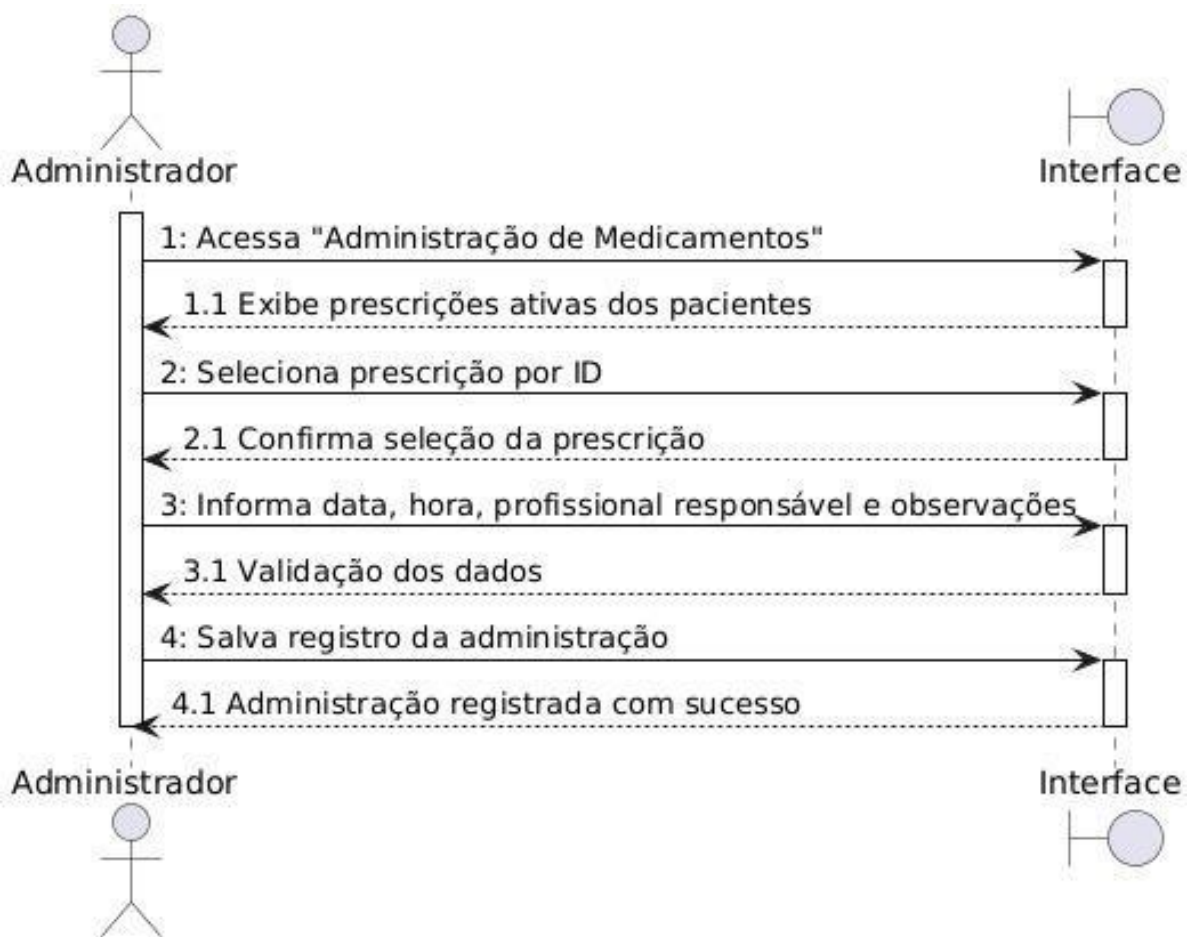 Administrador
Interface
1: Acessa "Administração de Medicamentos"
1.1 Exibe prescrições ativas dos pacientes
2: Seleciona prescrição por ID
2.1 Confirma seleção da prescrição
3: Informa data, hora, profissional responsável e observações
3.1 Validação dos dados
4: Salva registro da administração
4.1 Administração registrada com sucesso
Administrador
Interface